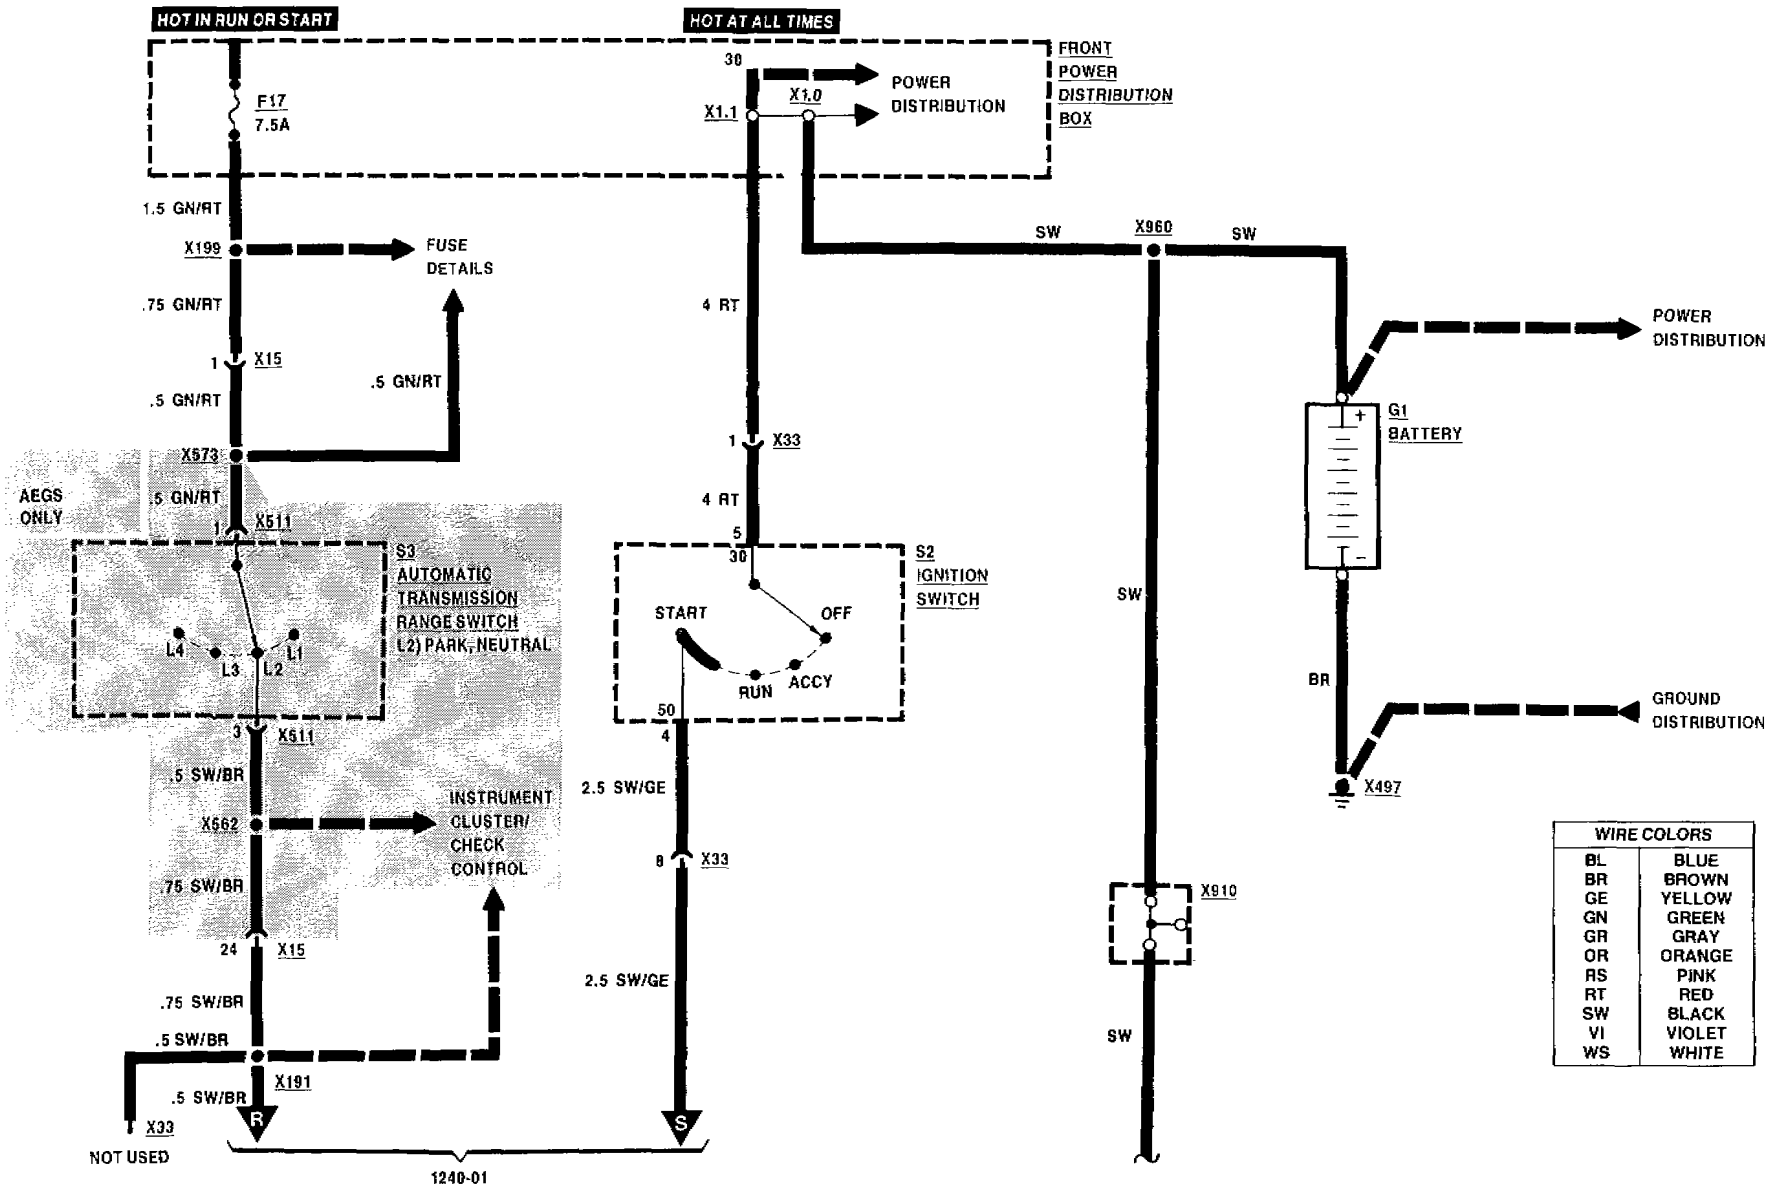 HOT IN RUN OR START
HOT AT ALL TIMES
FRONT
POWER
DISTRIBUTION
BOX
F17
7.5A
30
X1.1
X1.0
POWER
DISTRIBUTION
1.5 GN/RT
X199
FUSE
DETAILS
.75 GN/RT
1
X15
.5 GN/RT
.5 GN/RT
X573
AEGS
ONLY
.5 GN/RT
1
X511
S3
AUTOMATIC
TRANSMISSION
RANGE SWITCH
L2) PARK, NEUTRAL
L4
L3
L2
L1
3
X511
.5 SW/BR
X562
INSTRUMENT
CLUSTER/
CHECK
CONTROL
.75 SW/BR
24
X15
.75 SW/BR
.5 SW/BR
X191
.5 SW/BR
R
X33
NOT USED
4 RT
1
X33
4 RT
5
30
S2
IGNITION
SWITCH
START
OFF
RUN
ACCY
50
4
2.5 SW/GE
8
X33
2.5 SW/GE
S
1240-01
SW
X960
SW
SW
X910
SW
POWER
DISTRIBUTION
G1
BATTERY
+
-
BR
GROUND
DISTRIBUTION
X497
WIRE COLORS
BL BLUE
BR BROWN
GE YELLOW
GN GREEN
GR GRAY
OR ORANGE
RS PINK
RT RED
SW BLACK
VI VIOLET
WS WHITE